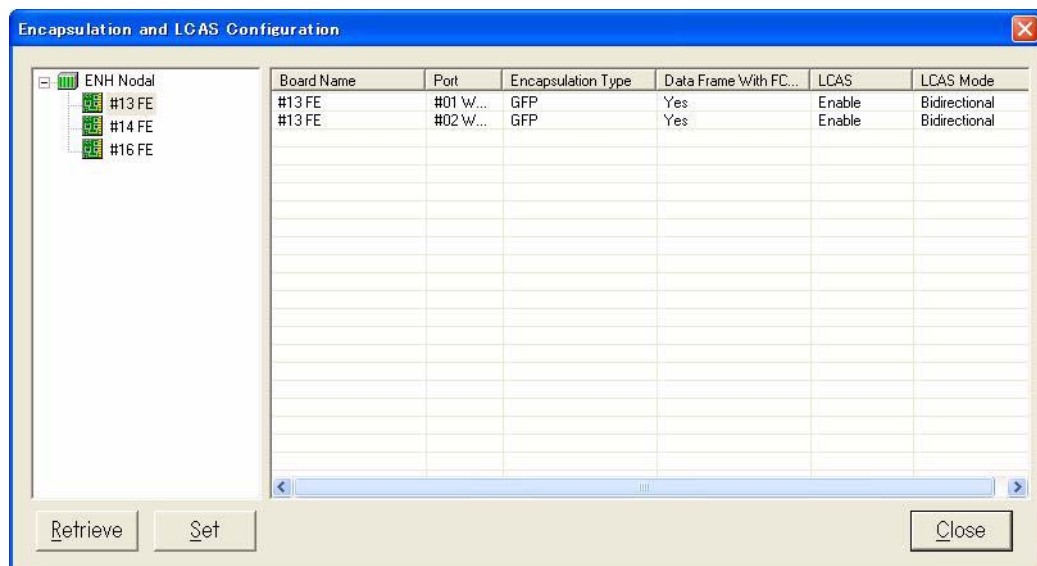 Encapsulation and LCAS Configuration
ENH Nodal
#13 FE
#14 FE
#16 FE
Board Name Port Encapsulation Type Data Frame With FC... LCAS LCAS Mode
#13 FE #01 W... GFP Yes Enable Bidirectional
#13 FE #02 W... GFP Yes Enable Bidirectional
Retrieve Set Close